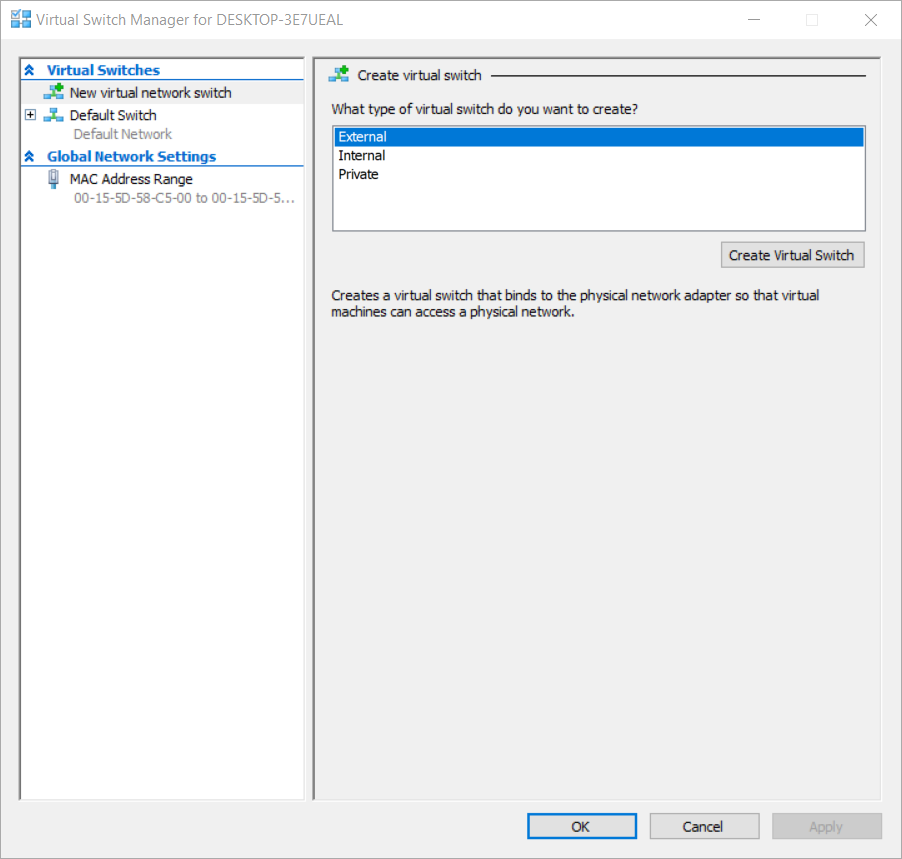 Virtual Switch Manager for DESKTOP-3E7UEAL
Virtual Switches
New virtual network switch
Default Switch
Default Network
Global Network Settings
MAC Address Range
00-15-5D-58-C5-00 to 00-15-5D-5...
Create virtual switch
What type of virtual switch do you want to create?
External
Internal
Private
Create Virtual Switch
Creates a virtual switch that binds to the physical network adapter so that virtual
machines can access a physical network.
OK
Cancel
Apply